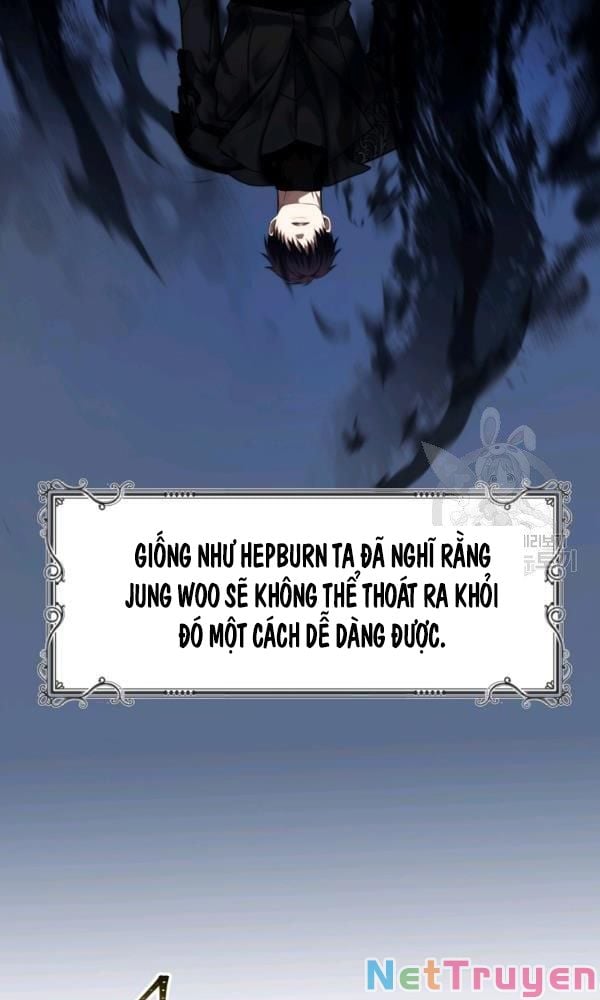 GIỐNG NHƯ HEPBURN TA ĐÃ NGHĨ RẰNG
JUNG WOO SẼ KHÔNG THỂ THOÁT RA KHỎI
ĐÓ MỘT CÁCH DỄ DÀNG ĐƯỢC.
NetTruyen